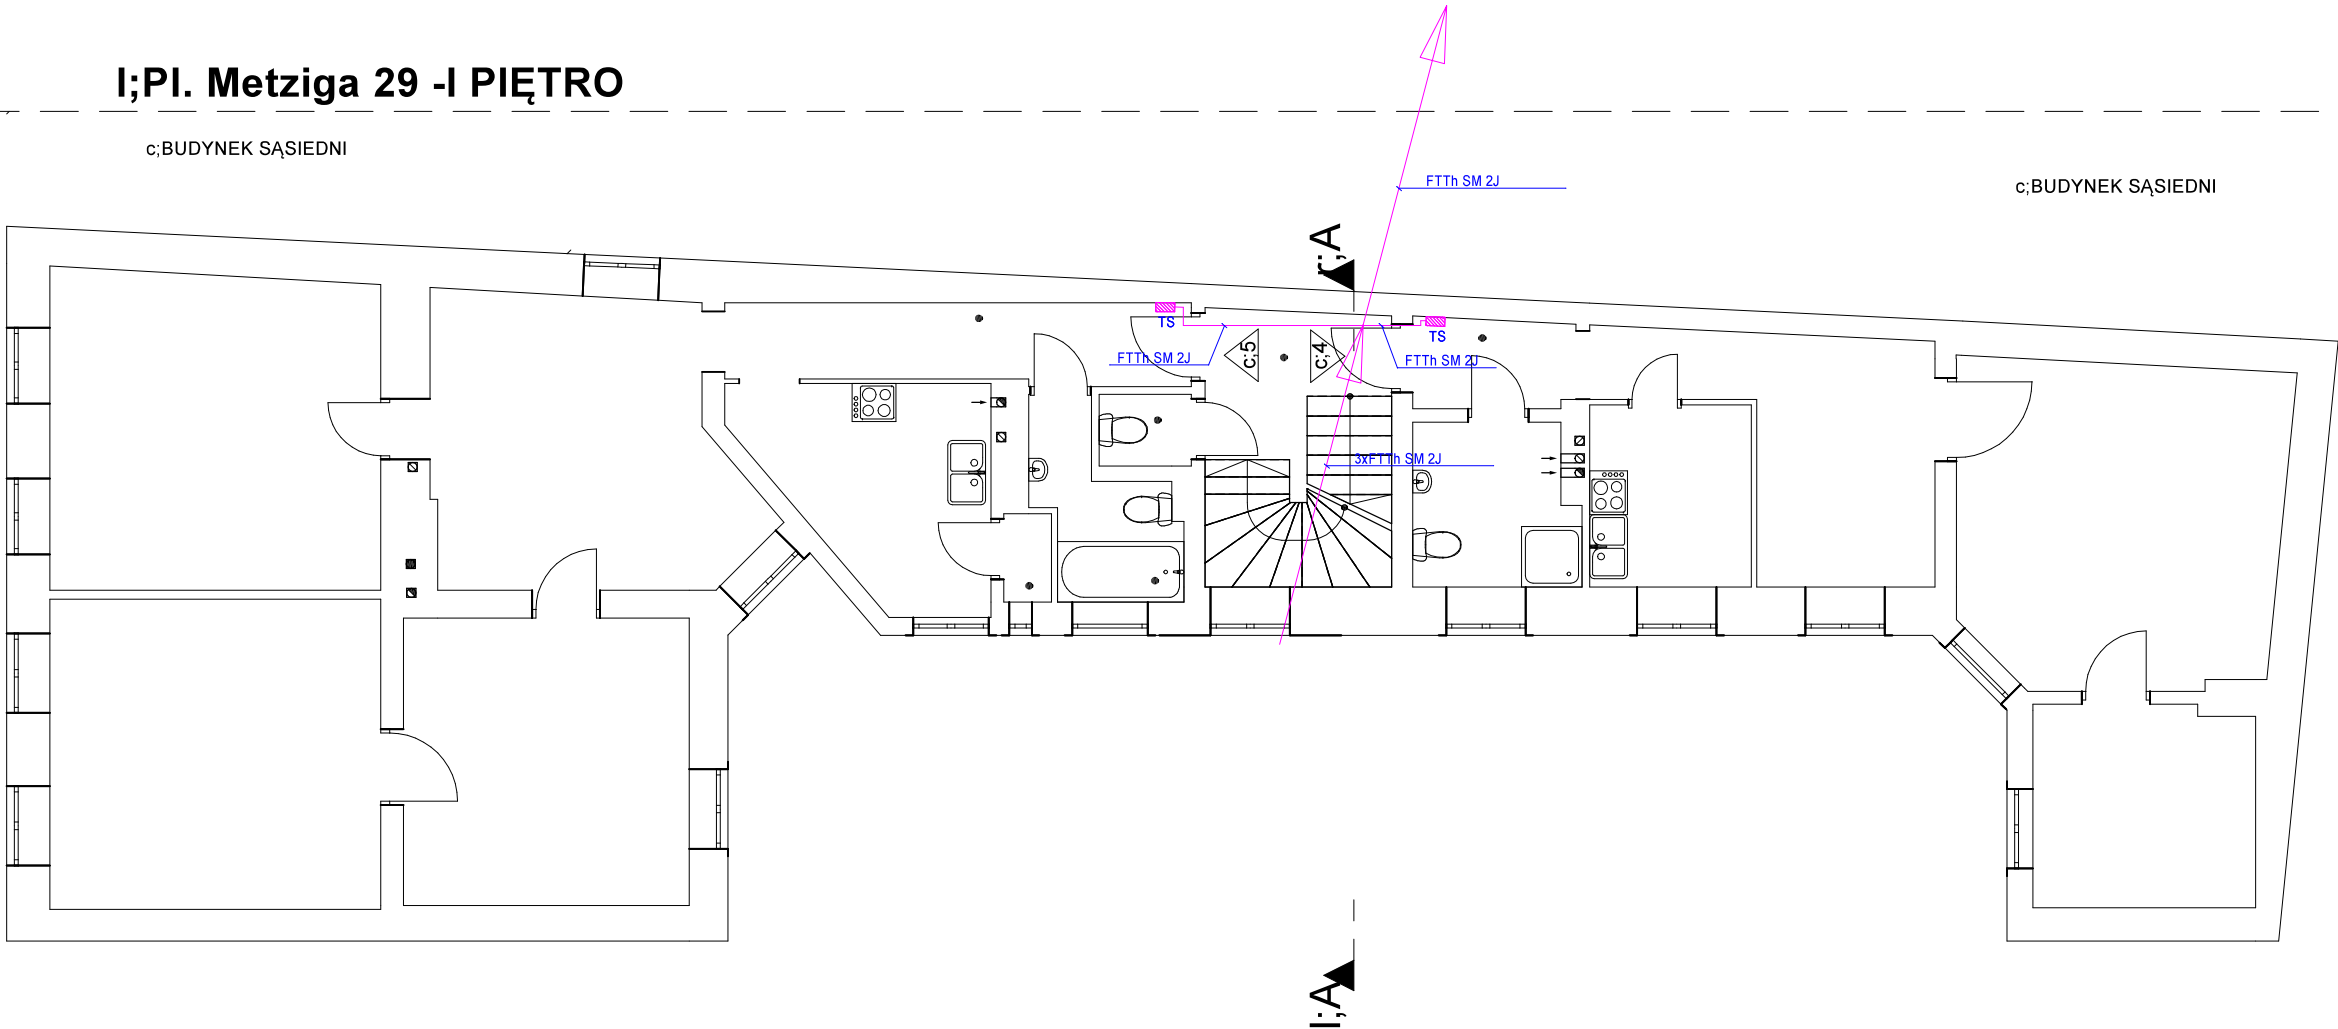 l;Pl. Metziga 29 -I PIĘTRO
c;BUDYNEK SĄSIEDNI
FTTh SM 2J
c;BUDYNEK SĄSIEDNI
r;A
TS
TS
c;5
c;4
FTTh SM 2J
FTTh SM 2J
3xFTTh SM 2J
l;A